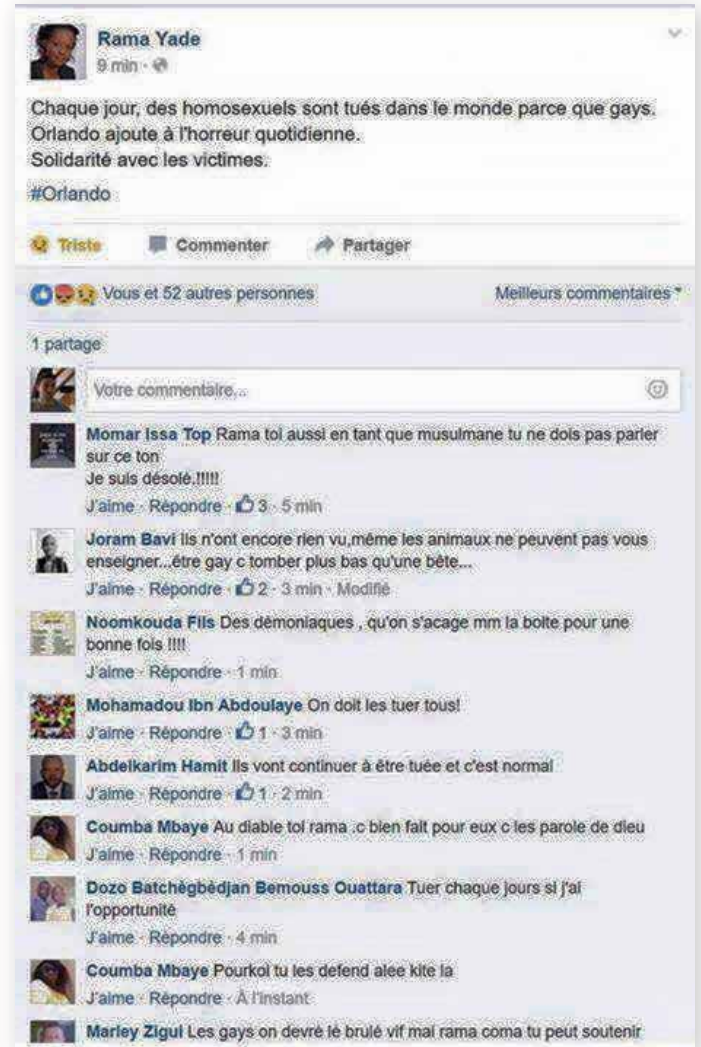 Rama Yade
9 min ·
Chaque jour, des homosexuels sont tués dans le monde parce que gays.
Orlando ajoute à l'horreur quotidienne.
Solidarité avec les victimes.
#Orlando
Triste Commenter Partager
Vous et 52 autres personnes Meilleurs commentaires
1 partage
Votre commentaire...
Momar Issa Top Rama toi aussi en tant que musulmane tu ne dois pas parler
sur ce ton
Je suis désolé.!!!!!
J'aime · Répondre · 3 · 5 min
Joram Bavi Ils n'ont encore rien vu,même les animaux ne peuvent pas vous
enseigner...être gay c tomber plus bas qu'une bête...
J'aime · Répondre · 2 · 3 min · Modifié
Noomkouda Fils Des démoniaques , qu'on s'acage mm la boite pour une
bonne fois !!!!
J'aime · Répondre · 1 min
Mohamadou Ibn Abdoulaye On doit les tuer tous!
J'aime · Répondre · 1 · 3 min
Abdelkarim Hamit Ils vont continuer à être tuée et c'est normal
J'aime · Répondre · 1 · 2 min
Coumba Mbaye Au diable toi rama .c bien fait pour eux c les parole de dieu
J'aime · Répondre · 1 min
Dozo Batchègbèdjan Bemouss Ouattara Tuer chaque jours si j'ai
l'opportunité
J'aime · Répondre · 4 min
Coumba Mbaye Pourkoi tu les defend alee kite la
J'aime · Répondre · À l'instant
Marley Zigui Les gays on devré le brulé vif mai rama coma tu peut soutenir